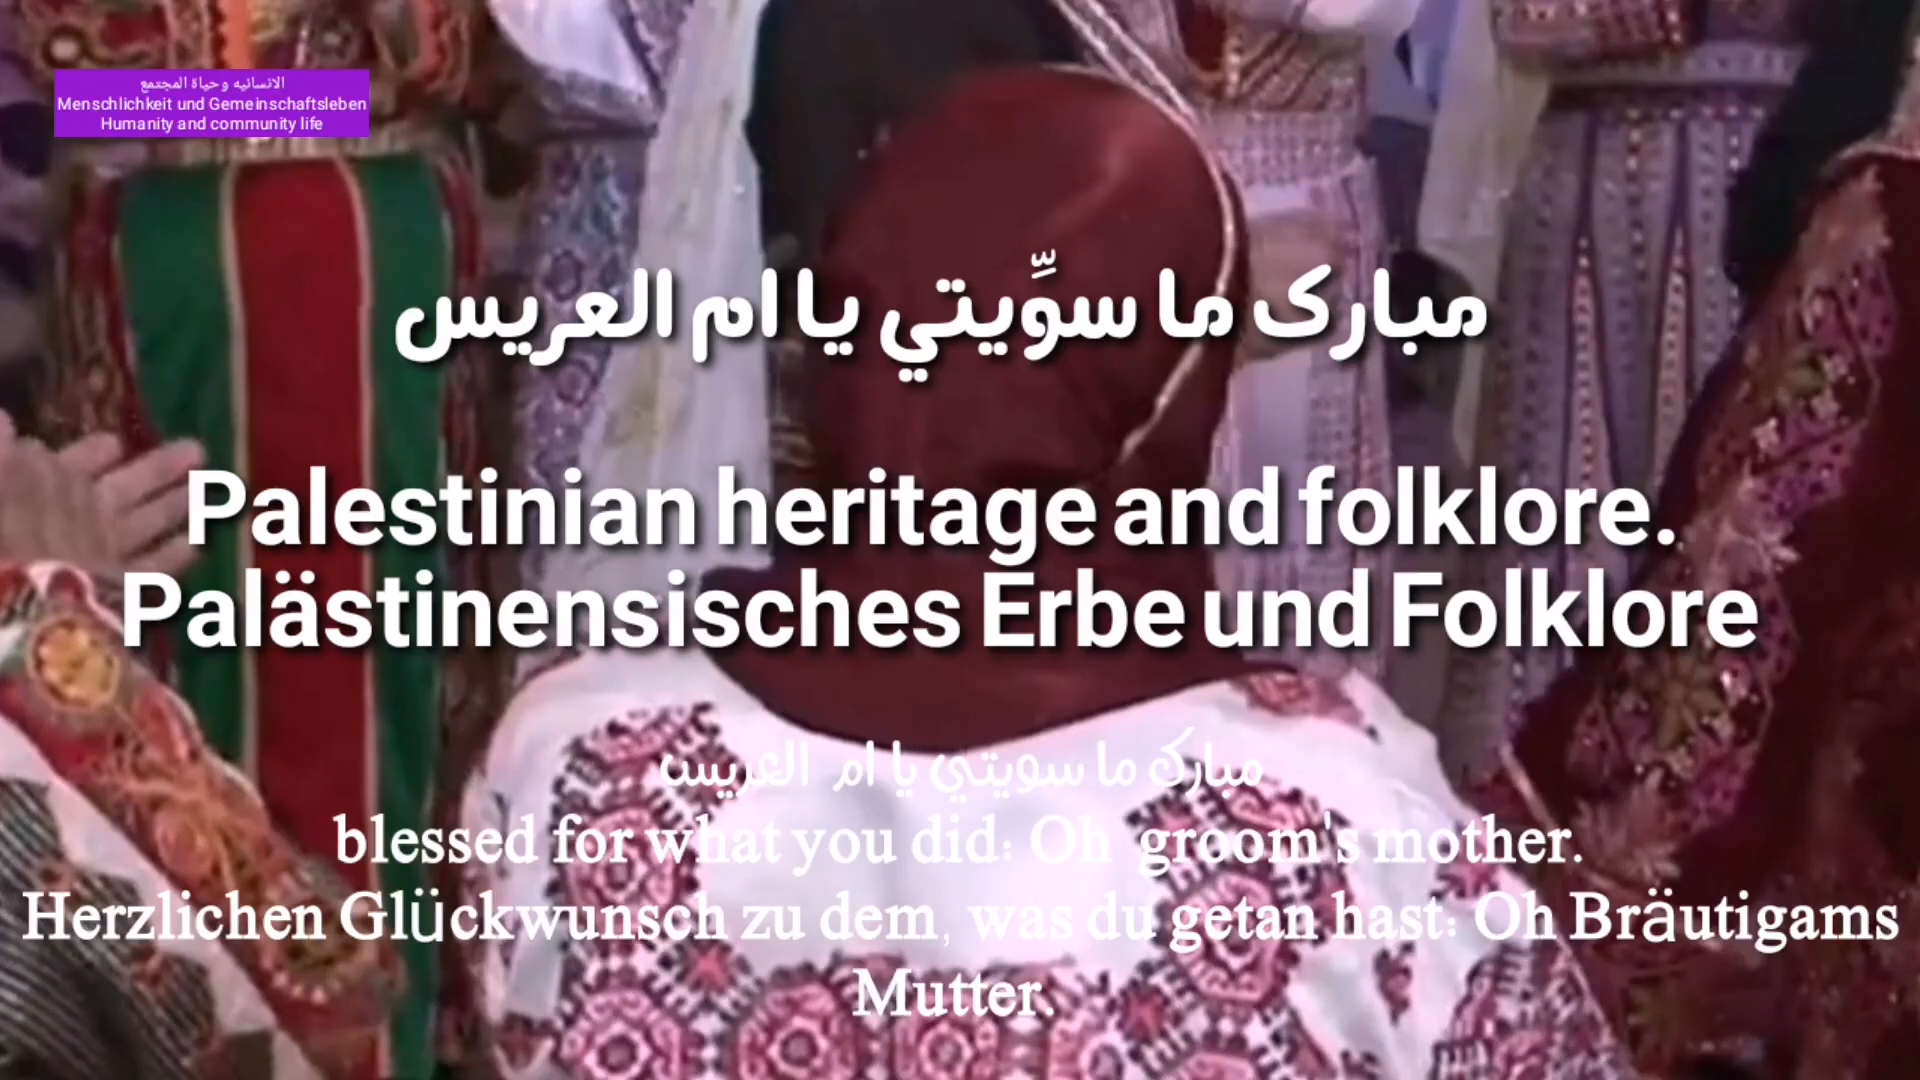 الانسانيه وحياة المجتمع
Menschlichkeit und Gemeinschaftsleben
Humanity and community life
مبارك ما سوِّيتي يا ام العريس
Palestinian heritage and folklore.
Palästinensisches Erbe und Folklore
مبارك ما سويتي يا ام العريس
blessed for what you did: Oh groom's mother.
Herzlichen Glückwunsch zu dem, was du getan hast: Oh Bräutigams
Mutter.